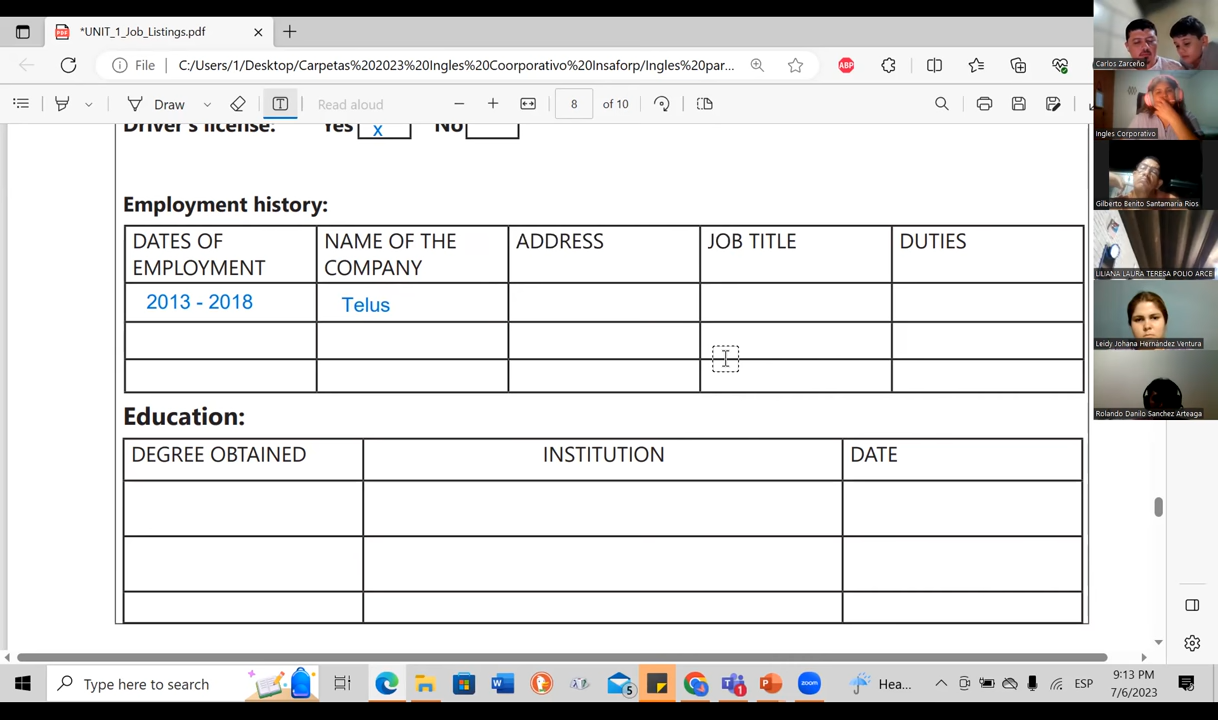 *UNIT_1_Job_Listings.pdf
File
C:/Users/1/Desktop/Carpetas%202023%20Ingles%20Coorporativo%20Insaforp/Ingles%20par...
ABP
Draw
Read aloud
8
of 10
Driver's license: Yes x No
Employment history:
DATES OF EMPLOYMENT
NAME OF THE COMPANY
ADDRESS
JOB TITLE
DUTIES
2013 - 2018
Telus
Education:
DEGREE OBTAINED
INSTITUTION
DATE
Carlos Zarceño
Ingles Corporativo
Gilberto Benito Santamaria Rios
LILIANA LAURA TERESA POLIO ARCE
Leidy Johana Hernández Ventura
Rolando Danilo Sanchez Arteaga
Type here to search
5
1
zoom
Hea...
ESP
9:13 PM
7/6/2023